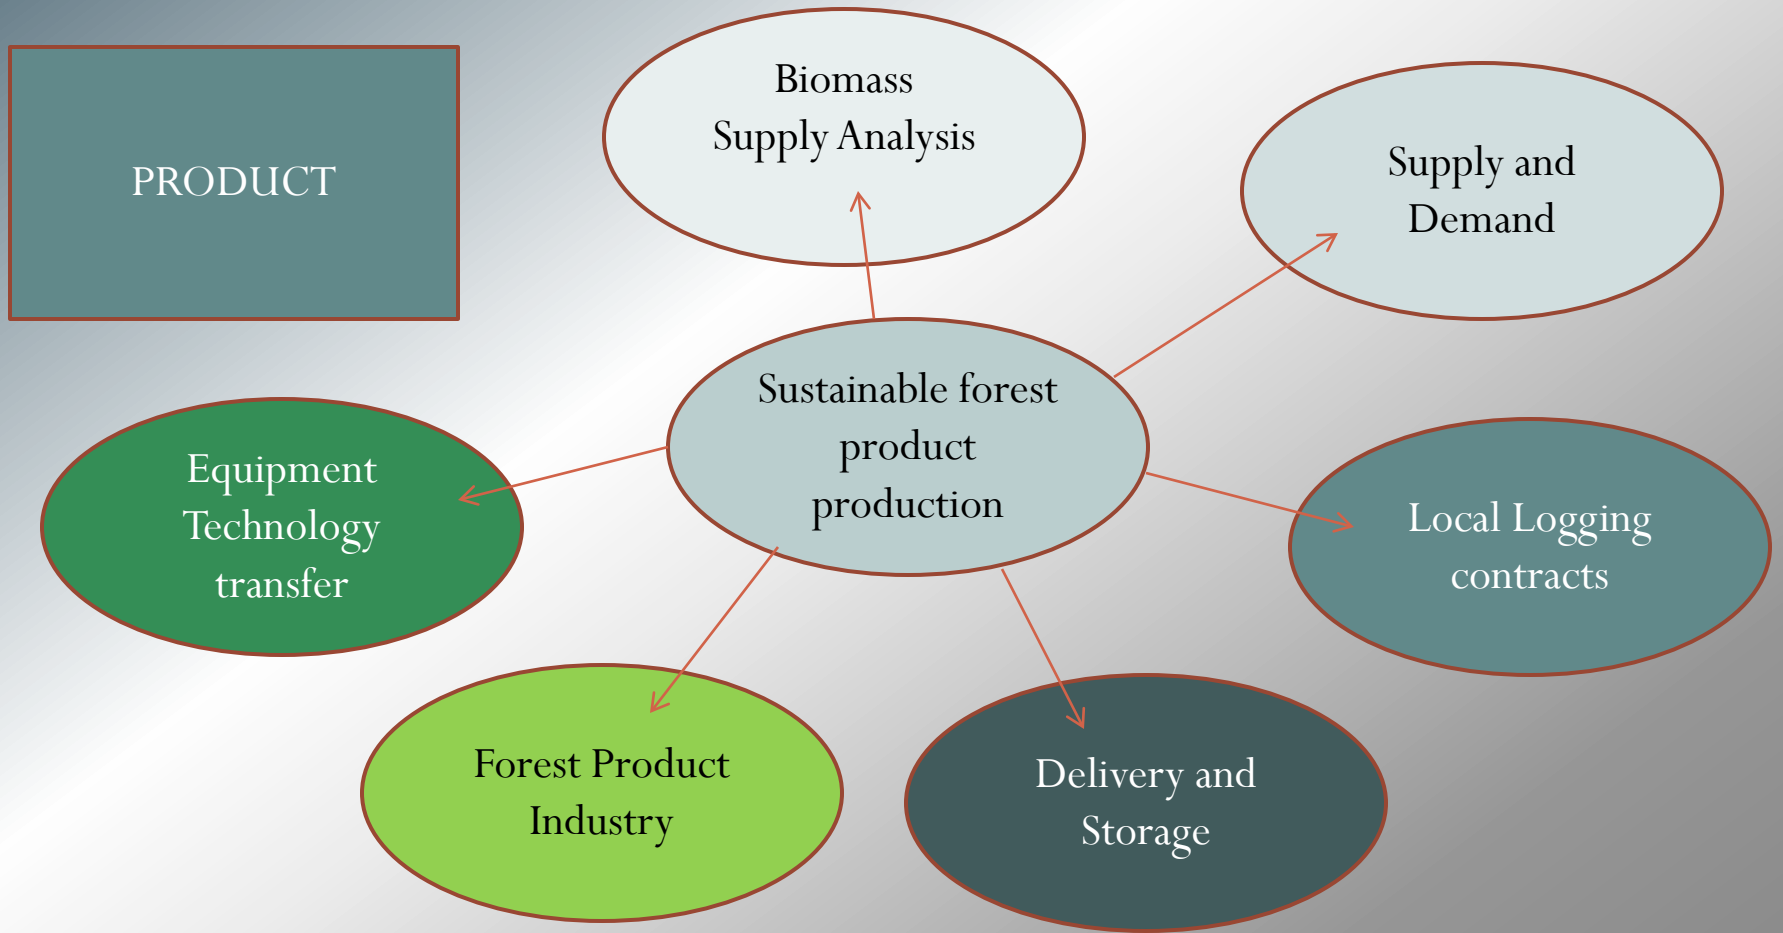 PRODUCT
Biomass
Supply Analysis
Supply and
Demand
Sustainable forest
product
production
Equipment
Technology
transfer
Local Logging
contracts
Forest Product
Industry
Delivery and
Storage